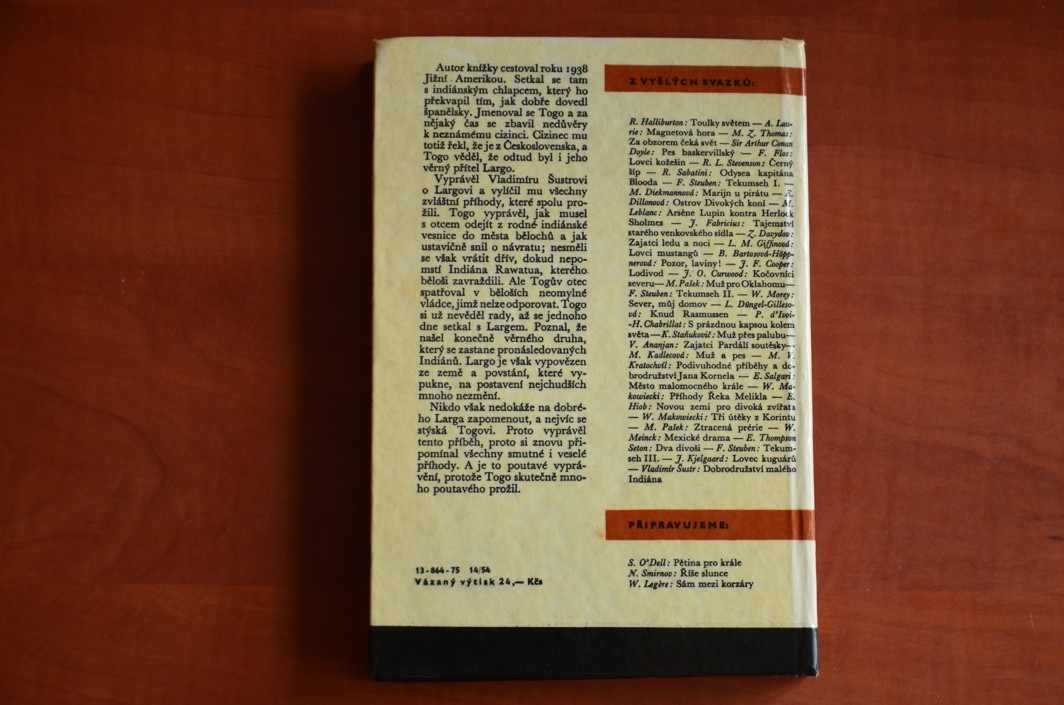 Autor knížky cestoval roku 1938
Jižní Amerikou. Setkal se tam
s indiánským chlapcem, který ho
překvapil tím, jak dobře dovedl
španělsky. Jmenoval se Togo a za
nějaký čas se zbavil nedůvěry
k neznámému cizinci. Cizinec mu
totiž řekl, že je z Československa, a
Togo věděl, že odtud byl i jeho
věrný přítel Largo.
Vyprávěl Vladimíru Šustrovi
o Largovi a vylíčil mu všechny
zvláštní příhody, které spolu pro-
žili. Togo vyprávěl, jak musel
s otcem odejít z rodné indiánské
vesnice do města bělochů a jak
ustavičně snil o návratu; nesměli
se však vrátit dřív, dokud nepo-
mstí Indiána Rawatua, kterého
běloši zavraždili. Ale Togův otec
spatřoval v běloších neomylné
vládce, jimž nelze odporovat. Togo
si už nevěděl rady, až se jednoho
dne setkal s Largem. Poznal, že
našel konečně věrného druha,
který se zastane pronásledovaných
Indiánů. Largo je však vypovězen
ze země a povstání, které vy-
pukne, na postavení nejchudších
mnoho nezmění.
Nikdo však nedokáže na dobré-
ho Larga zapomenout, a nejvíc se
stýská Togovi. Proto vyprávěl
tento příběh, proto si znovu při-
pomínal všechny smutné i veselé
příhody. A je to poutavé vyprá-
vění, protože Togo skutečně mno-
ho poutavého prožil.
13-864-75 14/54
Vázaný výtisk 24,— Kčs
Z VYŠLÝCH SVAZKŮ:
R. Halliburton: Toulky světem — A. Lau-
rie: Magnetová hora — M. Z. Thomas:
Za obzorem čeká svět — Sir Arthur Conan
Doyle: Pes baskervillský — F. Flos:
Lovci kožešin — R. L. Stevenson: Černý
šíp — R. Sabatini: Odysea kapitána
Blooda — F. Steuben: Tekumseh I. —
M. Diekmannová: Marijn u pirátů — E.
Dillonová: Ostrov Divokých koní — M.
Leblanc: Arsène Lupin kontra Herlock
Sholmes — J. Fabricius: Tajemství
starého venkovského sídla — Z. Davydov:
Zajatci ledu a noci — L. M. Giffinová:
Lovci mustangů — B. Bartosová-Höpp-
nerová: Pozor, laviny! — J. F. Cooper:
Lodivod — J. O. Curwood: Kočovníci
severu — M. Pašek: Muž pro Oklahomu —
F. Steuben: Tekumseh II. — W. Morey:
Sever, můj domov — L. Düngel-Gilleso-
vá: Knud Rasmussen — P. d'Ivoi-
-H. Chabrillat: S prázdnou kapsou kolem
světa — K. Staňukovič: Muž přes palubu —
V. Ananjan: Zajatci Pardálí soutěsky —
M. Kadlecová: Muž a pes — M. V.
Kratochvíl: Podivuhodné příběhy a do-
brodružství Jana Kornela — E. Salgari:
Město malomocného krále — W. Ma-
kowiecki: Příhody Řeka Melikla — E.
Hiob: Novou zemi pro divoká zvířata
— W. Makowiecki: Tři útěky z Korintu
— M. Pašek: Ztracená prérie — W.
Meinck: Mexické drama — E. Thompson
Seton: Dva divoši — F. Steuben: Tekum-
seh III. — J. Kjelgaard: Lovec kuguárů
— Vladimír Šustr: Dobrodružství malého
Indiána
PŘIPRAVUJEME:
S. O'Dell: Pětina pro krále
N. Smirnov: Říše slunce
W. Legère: Sám mezi korzáry